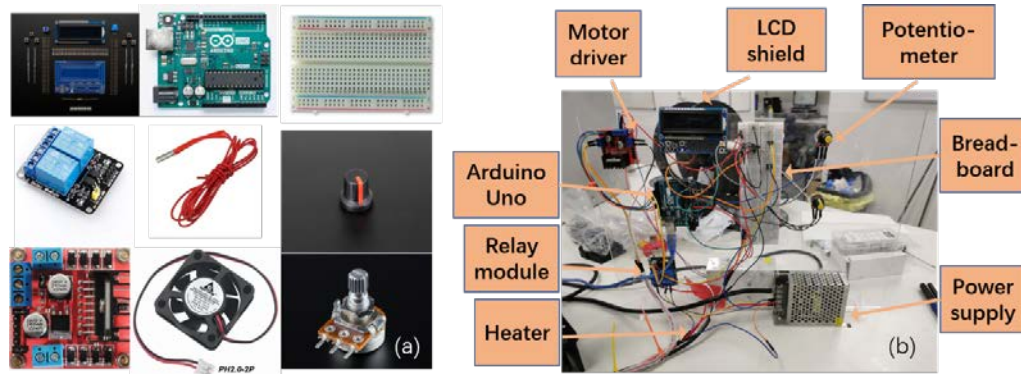 ARDUINO
UNO
PH2.0-2P
(a)
Motor
driver
LCD
shield
Potentio-
meter
Arduino
Uno
Bread-
board
Relay
module
Heater
Power
supply
(b)